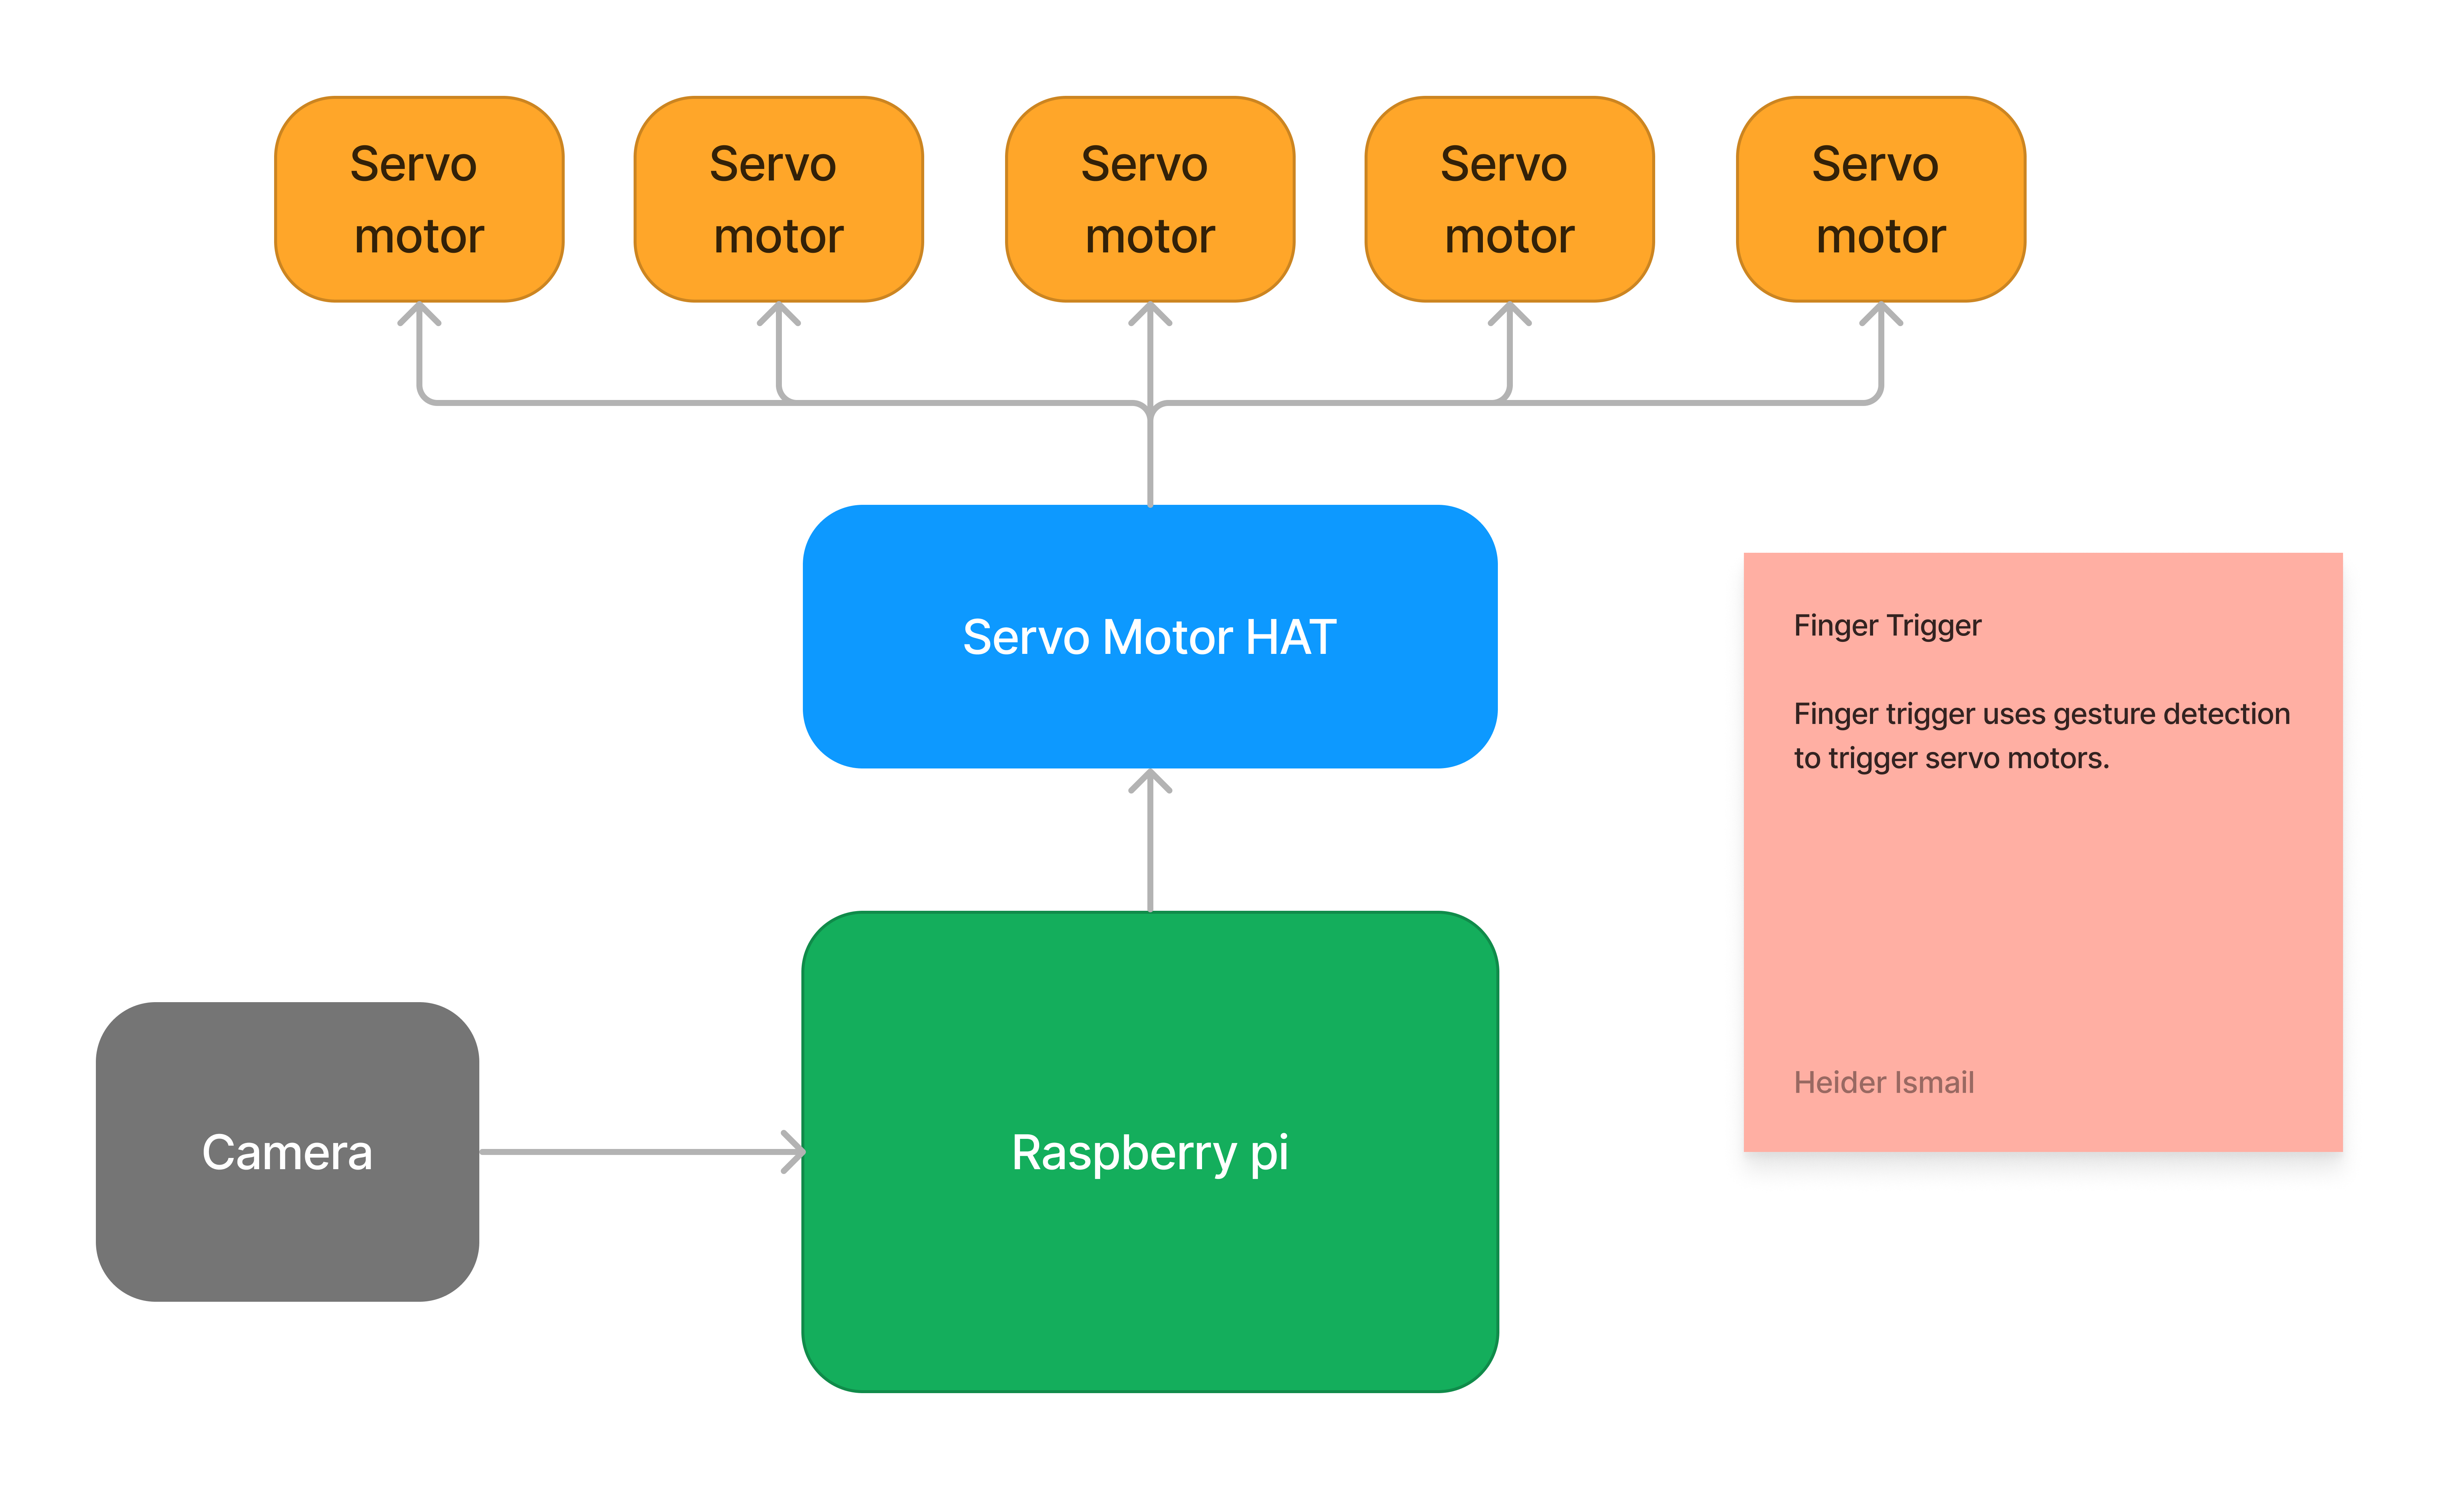 Servo
motor
Servo
motor
Servo
motor
Servo
motor
Servo
motor
Servo Motor HAT
Finger Trigger
Finger trigger uses gesture detection
to trigger servo motors.
Heider Ismail
Camera
Raspberry pi